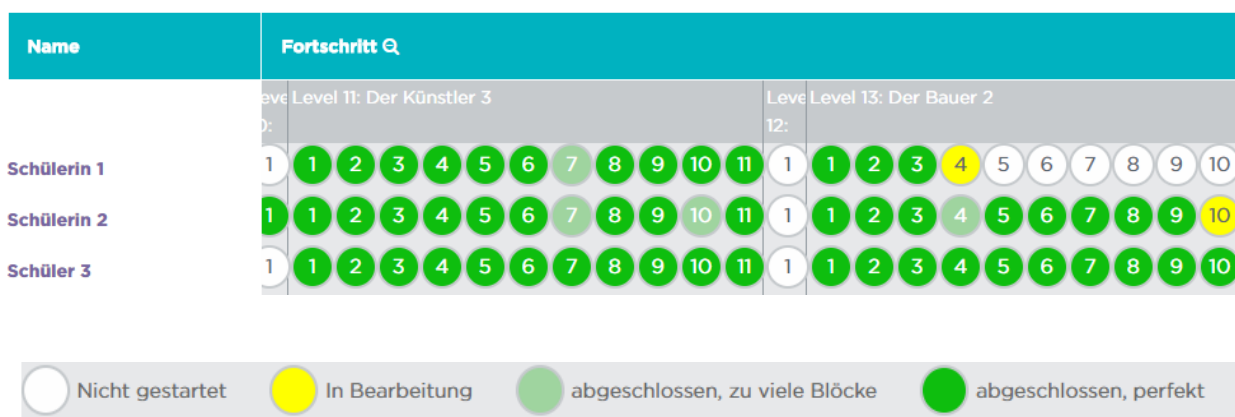 Name Fortschritt
eve Level 11: Der Künstler 3 Leve Level 13: Der Bauer 2
0: 12:
Schülerin 1 1 1 2 3 4 5 6 7 8 9 10 11 1 1 2 3 4 5 6 7 8 9 10
Schülerin 2 1 1 2 3 4 5 6 7 8 9 10 11 1 1 2 3 4 5 6 7 8 9 10
Schüler 3 1 1 2 3 4 5 6 7 8 9 10 11 1 1 2 3 4 5 6 7 8 9 10
Nicht gestartet In Bearbeitung abgeschlossen, zu viele Blöcke abgeschlossen, perfekt